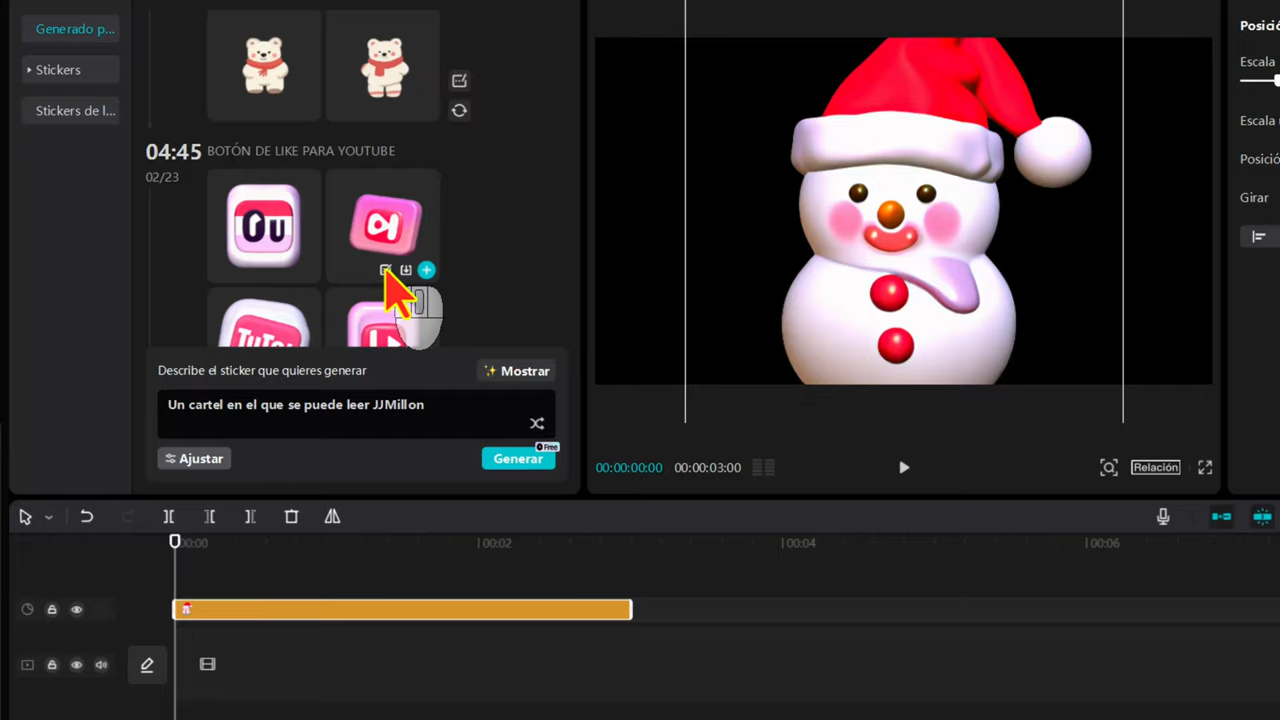 Generado p...
Stickers
Stickers de l...
04:45 BOTÓN DE LIKE PARA YOUTUBE
02/23
Ou
Describe el sticker que quieres generar
Mostrar
Un cartel en el que se puede leer JJMillon
Free
Ajustar
Generar
Posició
Escala
Escala u
Posició
Girar
00:00:00:00 00:00:03:00
Relación
00:00
00:02
00:04
00:06